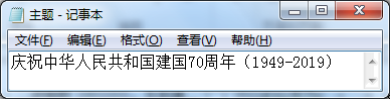 主题 - 记事本
文件(F) 编辑(E) 格式(O) 查看(V) 帮助(H)
庆祝中华人民共和国建国70周年（1949-2019）